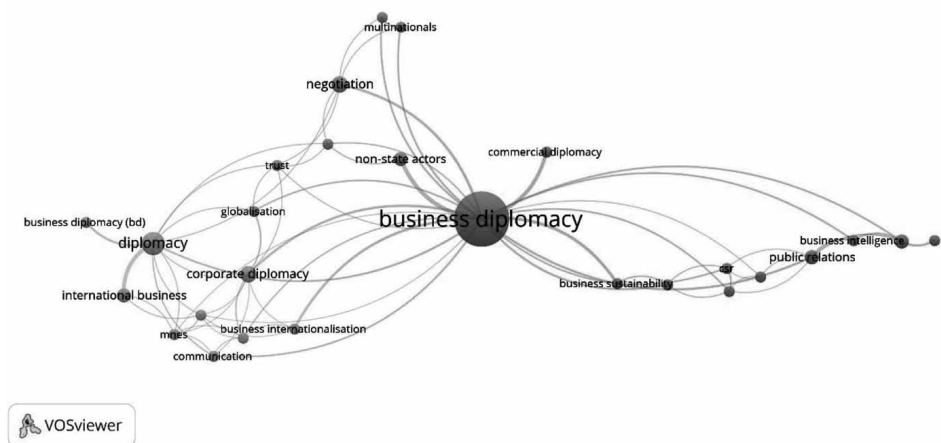 multinationals
negotiation
commercial diplomacy
non-state actors
trust
globalisation
business diplomacy (bd)
business diplomacy
diplomacy
business intelligence
public relations
corporate diplomacy
csr
business sustainability
international business
business internationalisation
mnes
communication
VOSviewer